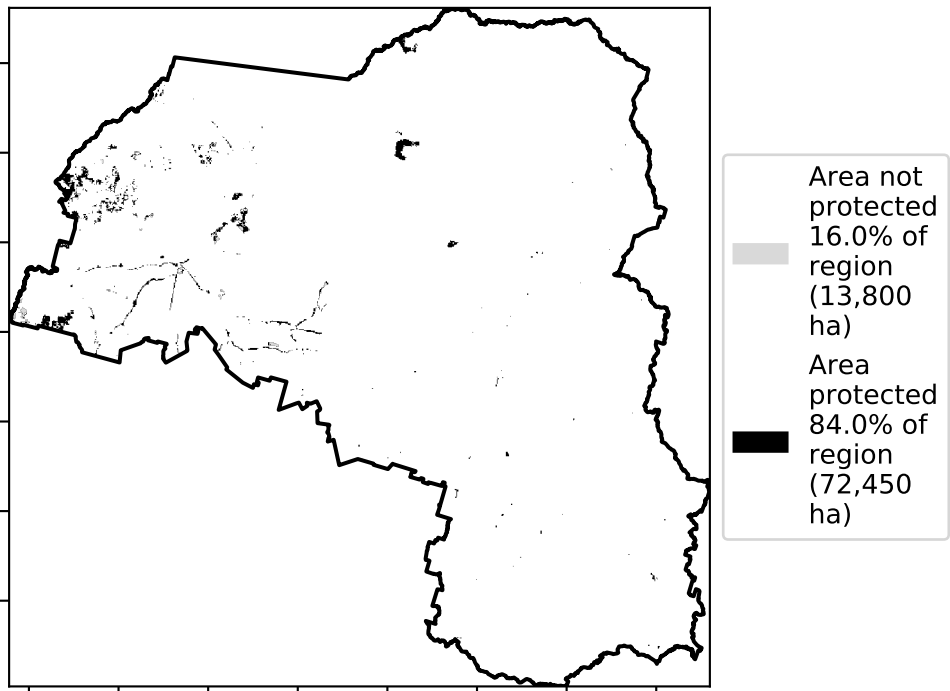 Area not
protected
16.0% of
region
(13,800
ha)
Area
protected
84.0% of
region
(72,450
ha)